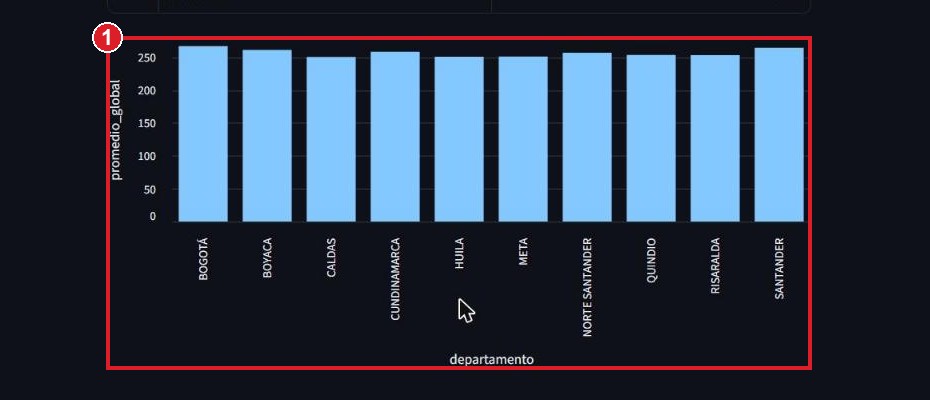 1
promedio_global
250
200
150
100
50
0
BOGOTÁ
BOYACA
CALDAS
CUNDINAMARCA
HUILA
META
NORTE SANTANDER
QUINDIO
RISARALDA
SANTANDER
departamento